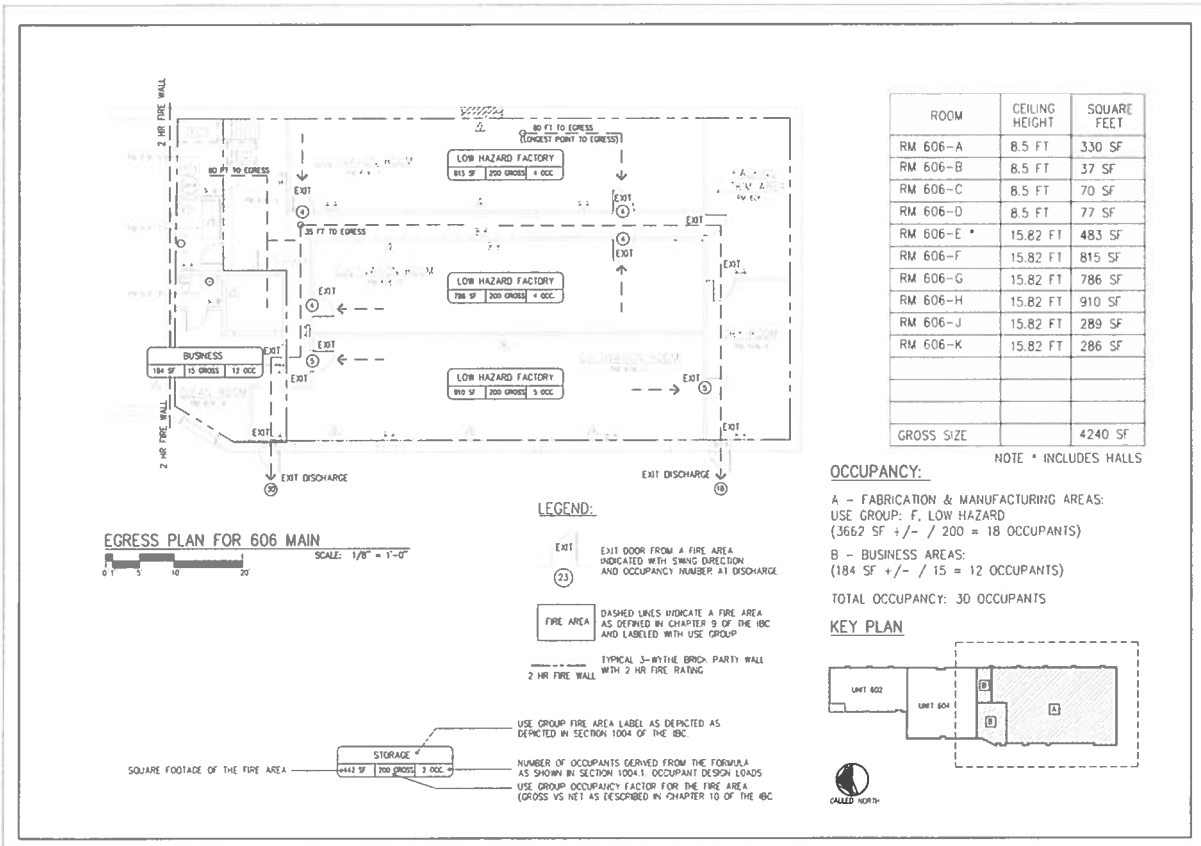 2 HR FIRE WALL
80 FT TO EGRESS
(LONGEST POINT TO EGRESS)
LOW HAZARD FACTORY
815 SF 200 GROSS 4 OCC
80 FT TO EGRESS
RM 606
EXIT
4
EXIT
4
EXIT
35 FT TO EGRESS
4
EXIT
EXIT
LOW HAZARD FACTORY
786 SF 200 GROSS 4 OCC.
EXIT
4
BUSINESS
184 SF 15 GROSS 12 OCC
EXIT
EXIT
5
EXIT
LOW HAZARD FACTORY
910 SF 200 GROSS 5 OCC
EXIT
5
2 HR FIRE WALL
EXIT
EXIT
EXIT DISCHARGE
30
EXIT DISCHARGE
18
EGRESS PLAN FOR 606 MAIN
SCALE: 1/8" = 1'-0"
0 1 5 10 20
LEGEND:
EXIT
23
EXIT DOOR FROM A FIRE AREA
INDICATED WITH SWING DIRECTION
AND OCCUPANCY NUMBER AT DISCHARGE
FIRE AREA
DASHED LINES INDICATE A FIRE AREA
AS DEFINED IN CHAPTER 9 OF THE IBC
AND LABELED WITH USE GROUP
2 HR FIRE WALL
TYPICAL 3-WYTHE BRICK PARTY WALL
WITH 2 HR FIRE RATING
USE GROUP FIRE AREA LABEL AS DEPICTED AS
DEPICTED IN SECTION 1004 OF THE IBC.
STORAGE
442 SF 200 GROSS 2 OCC.
SQUARE FOOTAGE OF THE FIRE AREA
NUMBER OF OCCUPANTS DERIVED FROM THE FORMULA
AS SHOWN IN SECTION 1004.1. OCCUPANT DESIGN LOADS
USE GROUP OCCUPANCY FACTOR FOR THE FIRE AREA
(GROSS VS NET AS DESCRIBED IN CHAPTER 10 OF THE IBC
ROOM CEILING HEIGHT SQUARE FEET
RM 606-A 8.5 FT 330 SF
RM 606-B 8.5 FT 37 SF
RM 606-C 8.5 FT 70 SF
RM 606-D 8.5 FT 77 SF
RM 606-E * 15.82 FT 483 SF
RM 606-F 15.82 FT 815 SF
RM 606-G 15.82 FT 786 SF
RM 606-H 15.82 FT 910 SF
RM 606-J 15.82 FT 289 SF
RM 606-K 15.82 FT 286 SF
GROSS SIZE 4240 SF
NOTE * INCLUDES HALLS
OCCUPANCY:
A - FABRICATION & MANUFACTURING AREAS:
USE GROUP: F, LOW HAZARD
(3662 SF +/- / 200 = 18 OCCUPANTS)
B - BUSINESS AREAS:
(184 SF +/- / 15 = 12 OCCUPANTS)
TOTAL OCCUPANCY: 30 OCCUPANTS
KEY PLAN
UNIT 602
UNIT 604
B
B
A
CALLED NORTH